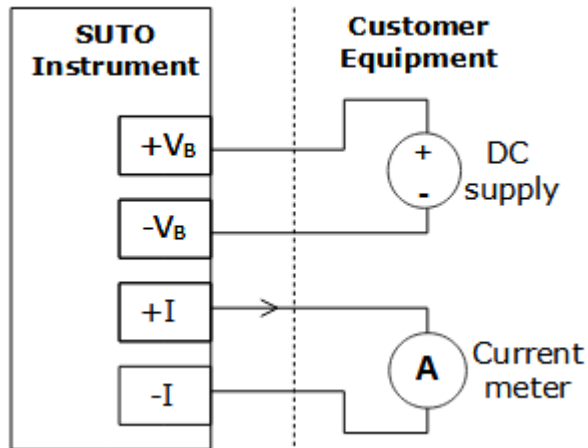 SUTO
Instrument
Customer
Equipment
+VB
-VB
+I
-I
+
-
DC
supply
A
Current
meter